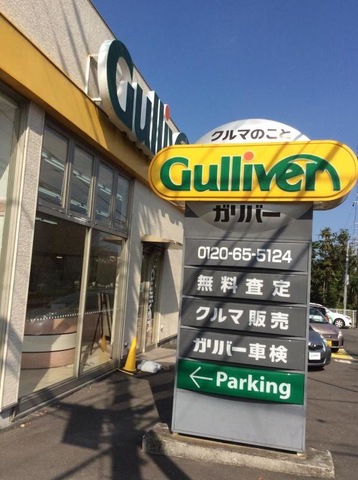 Gulliver
クルマのこと
Gulliver
ガリバー
0120-65-5124
無料査定
クルマ販売
ガリバー車検
←Parking